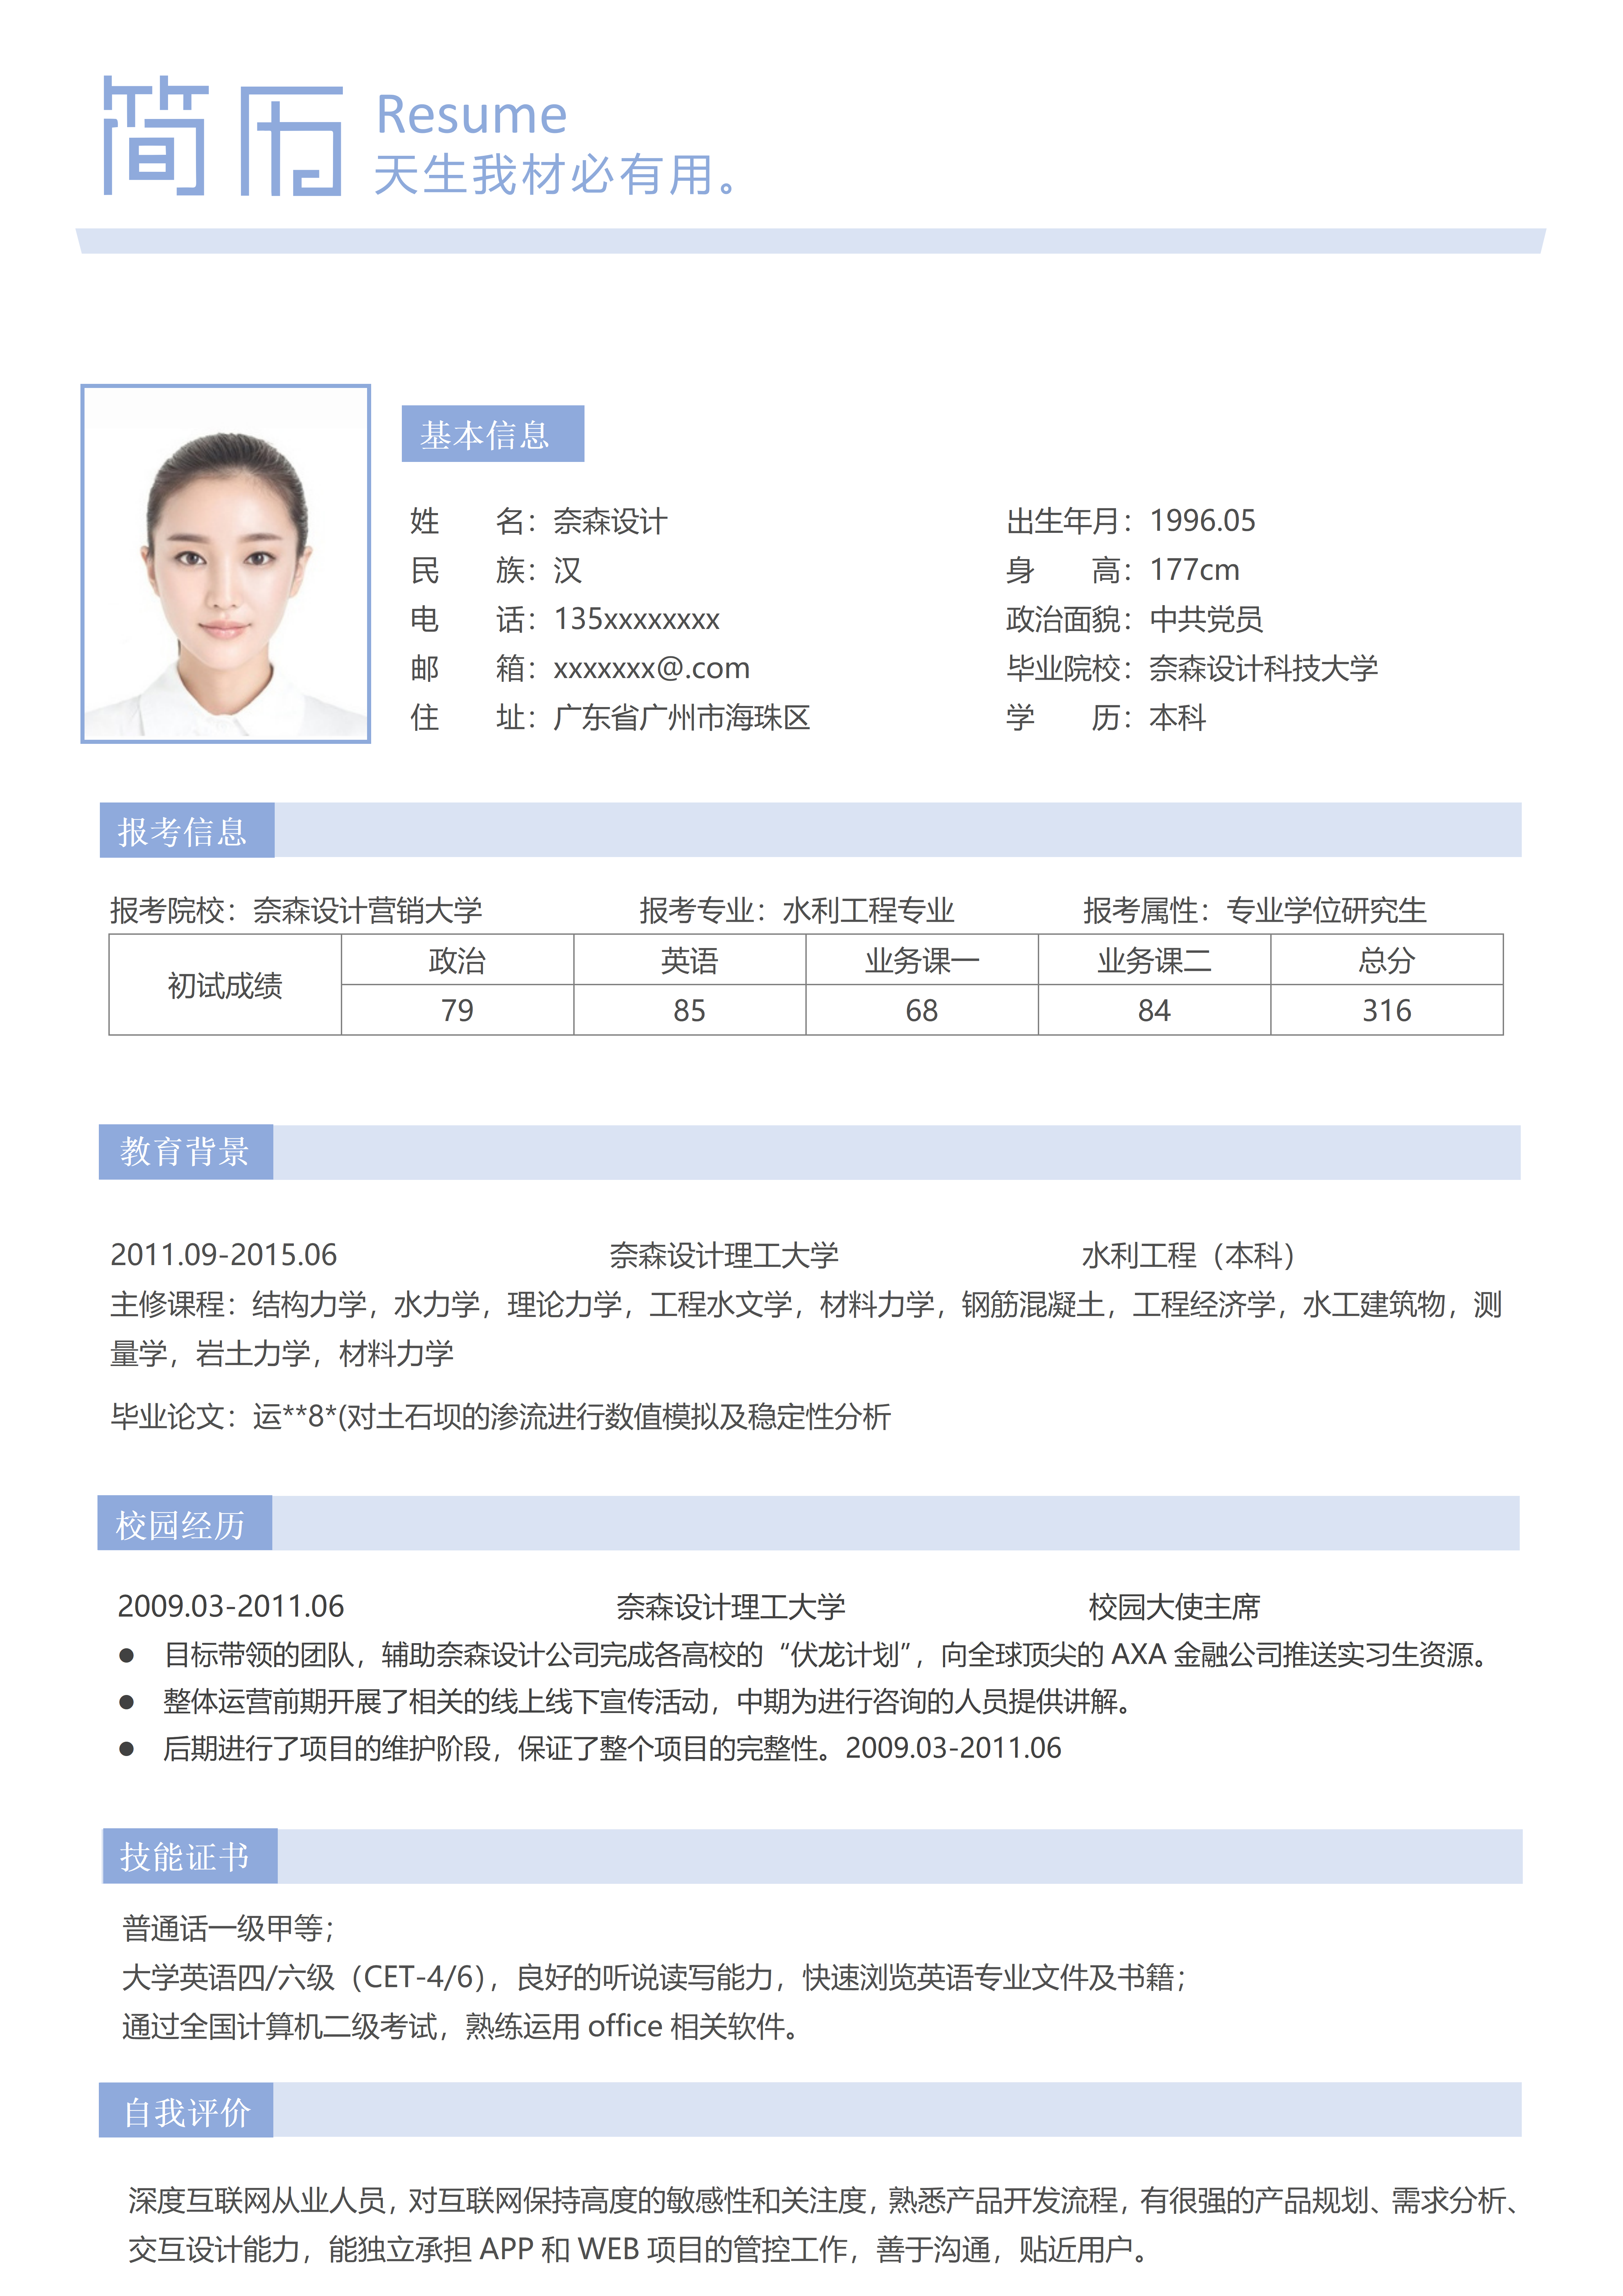 简历 Resume
天生我材必有用。
基本信息
姓 名：奈森设计 出生年月：1996.05
民 族：汉 身 高：177cm
电 话：135xxxxxxxx 政治面貌：中共党员
邮 箱：xxxxxxx@.com 毕业院校：奈森设计科技大学
住 址：广东省广州市海珠区 学 历：本科
报考信息
报考院校：奈森设计营销大学 报考专业：水利工程专业 报考属性：专业学位研究生
初试成绩 政治 英语 业务课一 业务课二 总分
79 85 68 84 316
教育背景
2011.09-2015.06 奈森设计理工大学 水利工程（本科）
主修课程：结构力学，水力学，理论力学，工程水文学，材料力学，钢筋混凝土，工程经济学，水工建筑物，测
量学，岩土力学，材料力学
毕业论文：运**8*(对土石坝的渗流进行数值模拟及稳定性分析
校园经历
2009.03-2011.06 奈森设计理工大学 校园大使主席
● 目标带领的团队，辅助奈森设计公司完成各高校的“伏龙计划”，向全球顶尖的 AXA 金融公司推送实习生资源。
● 整体运营前期开展了相关的线上线下宣传活动，中期为进行咨询的人员提供讲解。
● 后期进行了项目的维护阶段，保证了整个项目的完整性。2009.03-2011.06
技能证书
普通话一级甲等；
大学英语四/六级（CET-4/6），良好的听说读写能力，快速浏览英语专业文件及书籍；
通过全国计算机二级考试，熟练运用 office 相关软件。
自我评价
深度互联网从业人员，对互联网保持高度的敏感性和关注度，熟悉产品开发流程，有很强的产品规划、需求分析、
交互设计能力，能独立承担 APP 和 WEB 项目的管控工作，善于沟通，贴近用户。